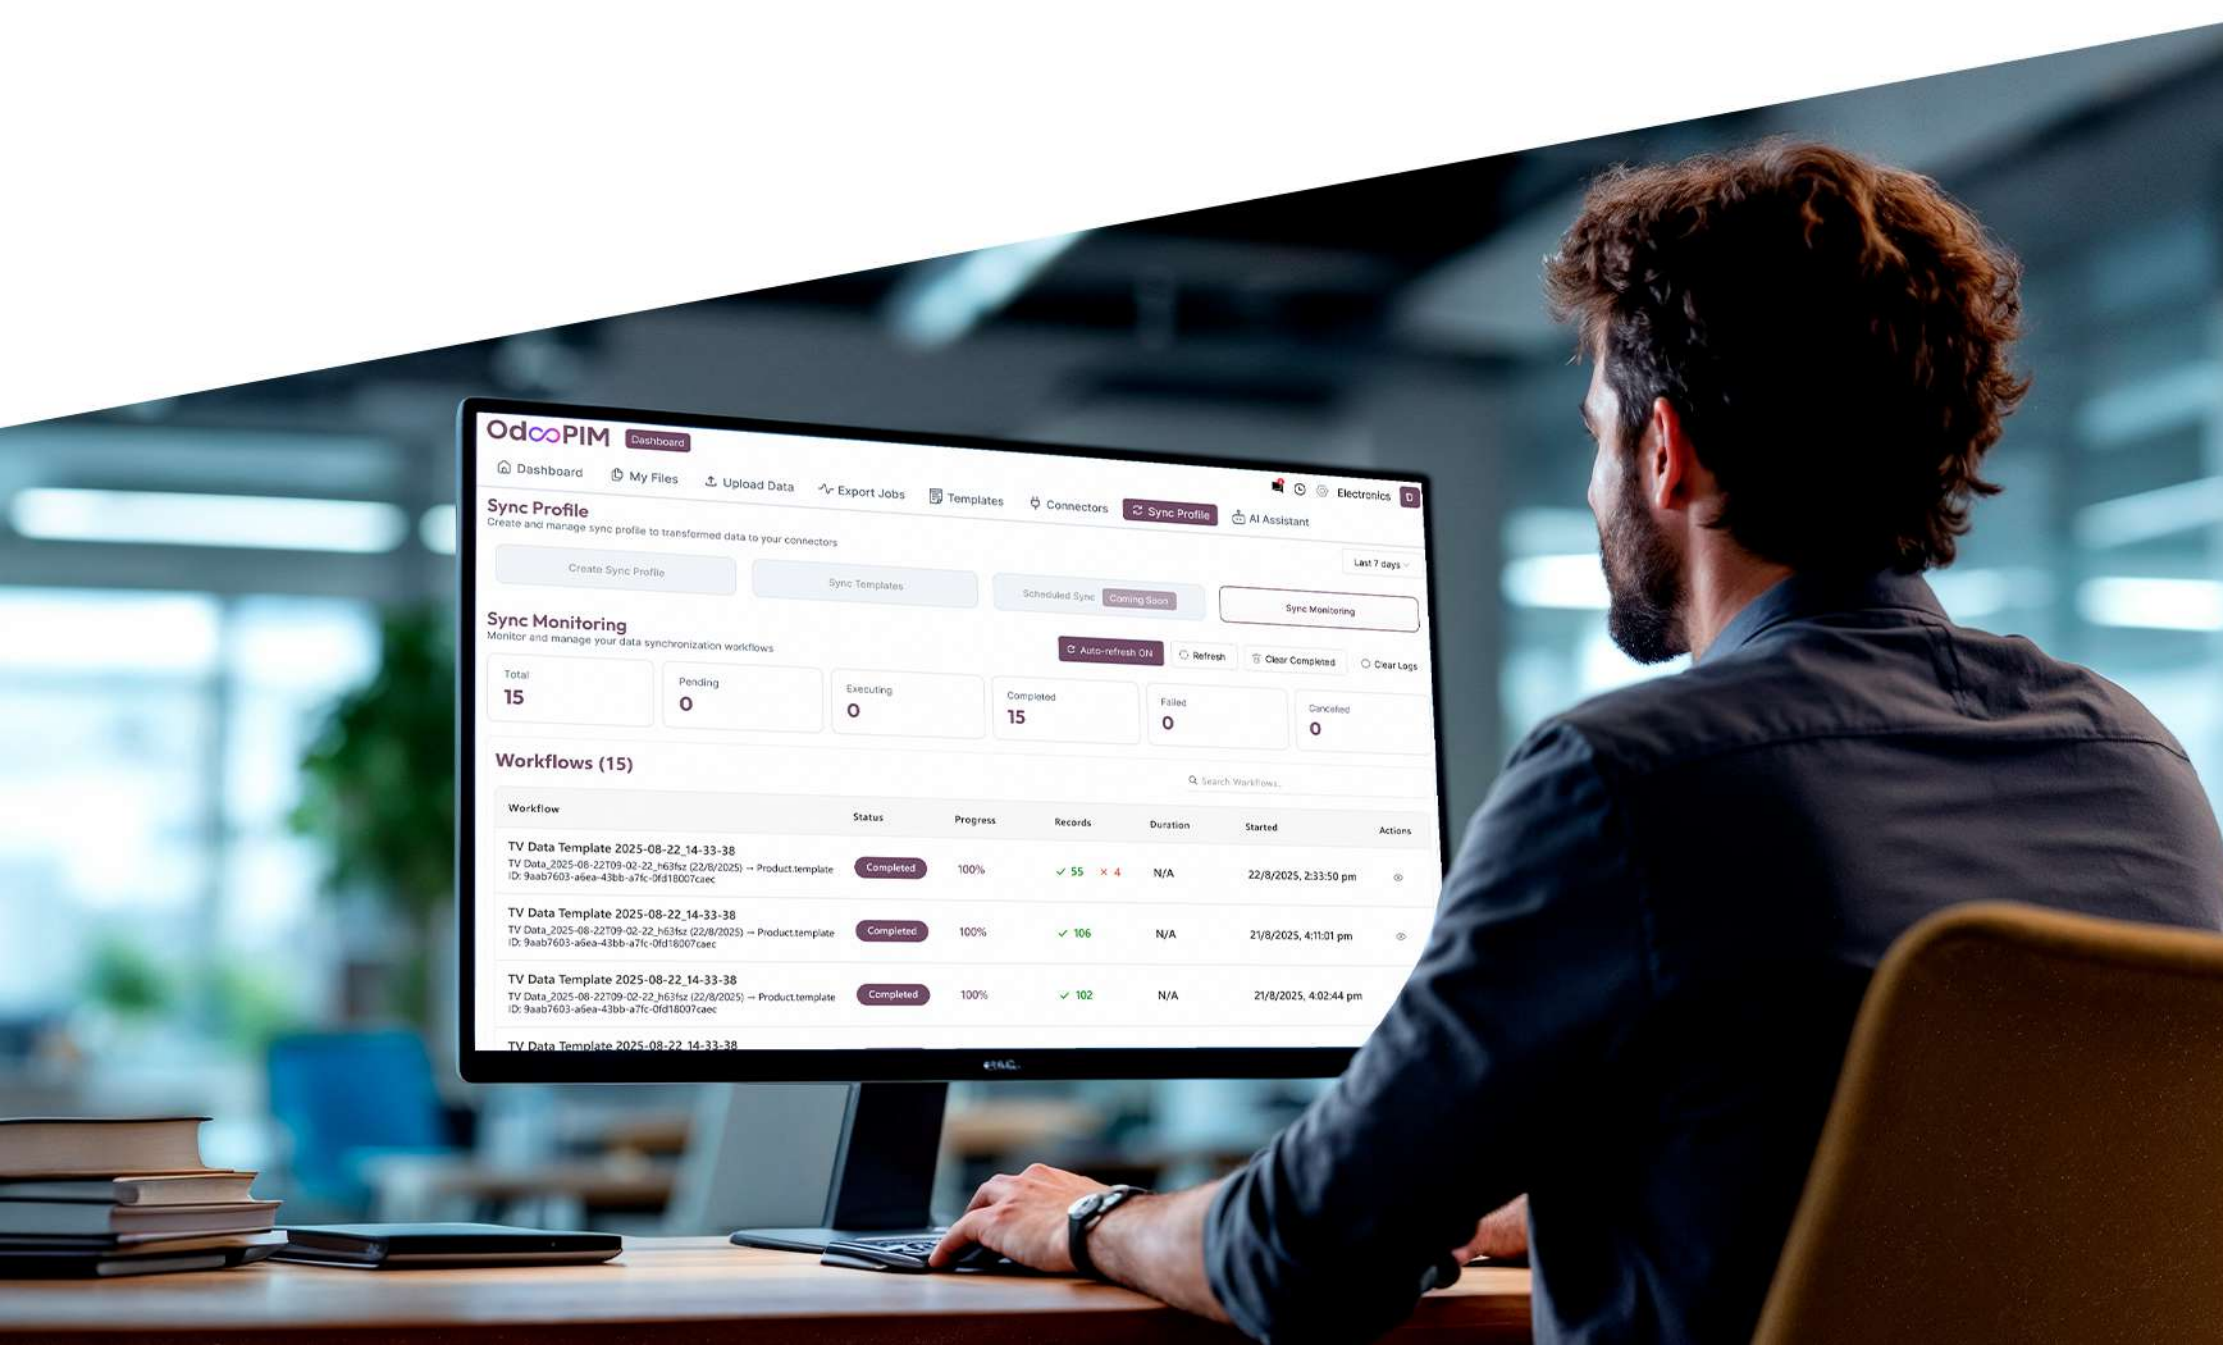 OdooPIM Dashboard
Dashboard My Files Upload Data Export Jobs Templates Connectors Sync Profile AI Assistant
Electronics D
Sync Profile
Create and manage sync profile to transformed data to your connectors
Last 7 days
Create Sync Profile Sync Templates Scheduled Sync Coming Soon Sync Monitoring
Sync Monitoring
Monitor and manage your data synchronization workflows
Auto-refresh ON Refresh Clear Completed Clear Logs
Total Pending Executing Completed Failed Cancelled
15 0 0 15 0 0
Workflows (15)
Search Workflows..
Workflow Status Progress Records Duration Started Actions
TV Data Template 2025-08-22_14-33-38
TV Data_2025-08-22T09-02-22_h63fsz (22/8/2025) → Product.template
ID: 9aab7603-a6ea-43bb-a7fc-0fd18007caec
Completed 100% ✓ 55 × 4 N/A 22/8/2025, 2:33:50 pm
TV Data Template 2025-08-22_14-33-38
TV Data_2025-08-22T09-02-22_h63fsz (22/8/2025) → Product.template
ID: 9aab7603-a6ea-43bb-a7fc-0fd18007caec
Completed 100% ✓ 106 N/A 21/8/2025, 4:11:01 pm
TV Data Template 2025-08-22_14-33-38
TV Data_2025-08-22T09-02-22_h63fsz (22/8/2025) → Product.template
ID: 9aab7603-a6ea-43bb-a7fc-0fd18007caec
Completed 100% ✓ 102 N/A 21/8/2025, 4:02:44 pm
TV Data Template 2025-08-22_14-33-38